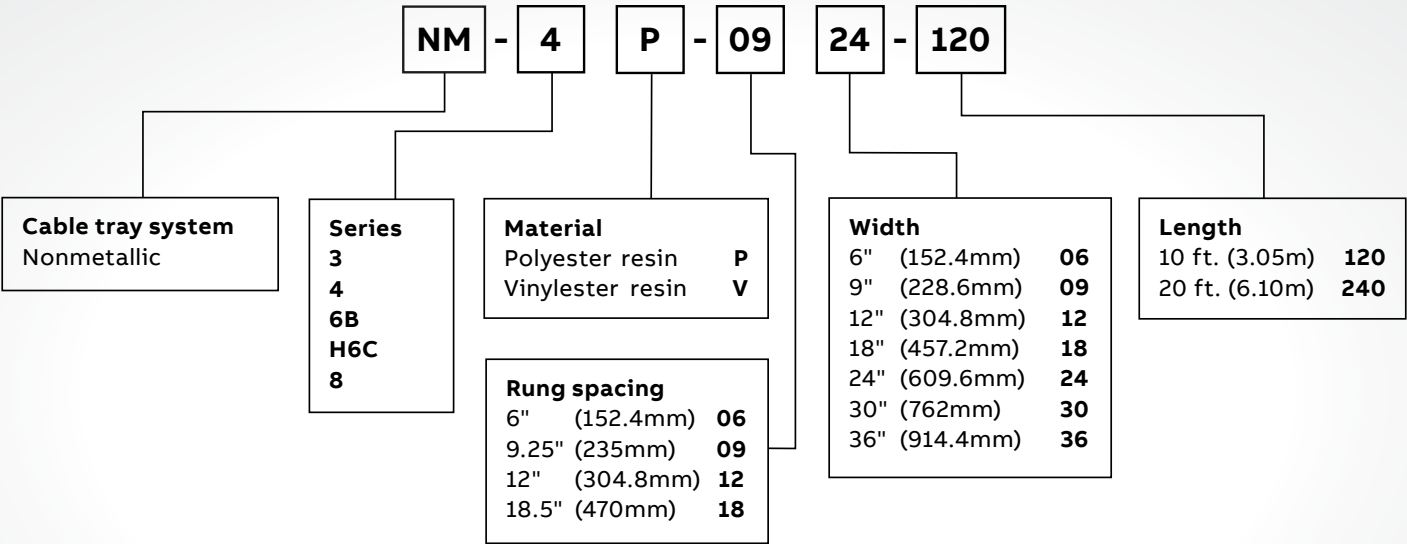 NM - 4 P - 09 24 - 120
Cable tray system
Nonmetallic
Series
3
4
6B
H6C
8
Material
Polyester resin P
Vinylester resin V
Rung spacing
6" (152.4mm) 06
9.25" (235mm) 09
12" (304.8mm) 12
18.5" (470mm) 18
Width
6" (152.4mm) 06
9" (228.6mm) 09
12" (304.8mm) 12
18" (457.2mm) 18
24" (609.6mm) 24
30" (762mm) 30
36" (914.4mm) 36
Length
10 ft. (3.05m) 120
20 ft. (6.10m) 240